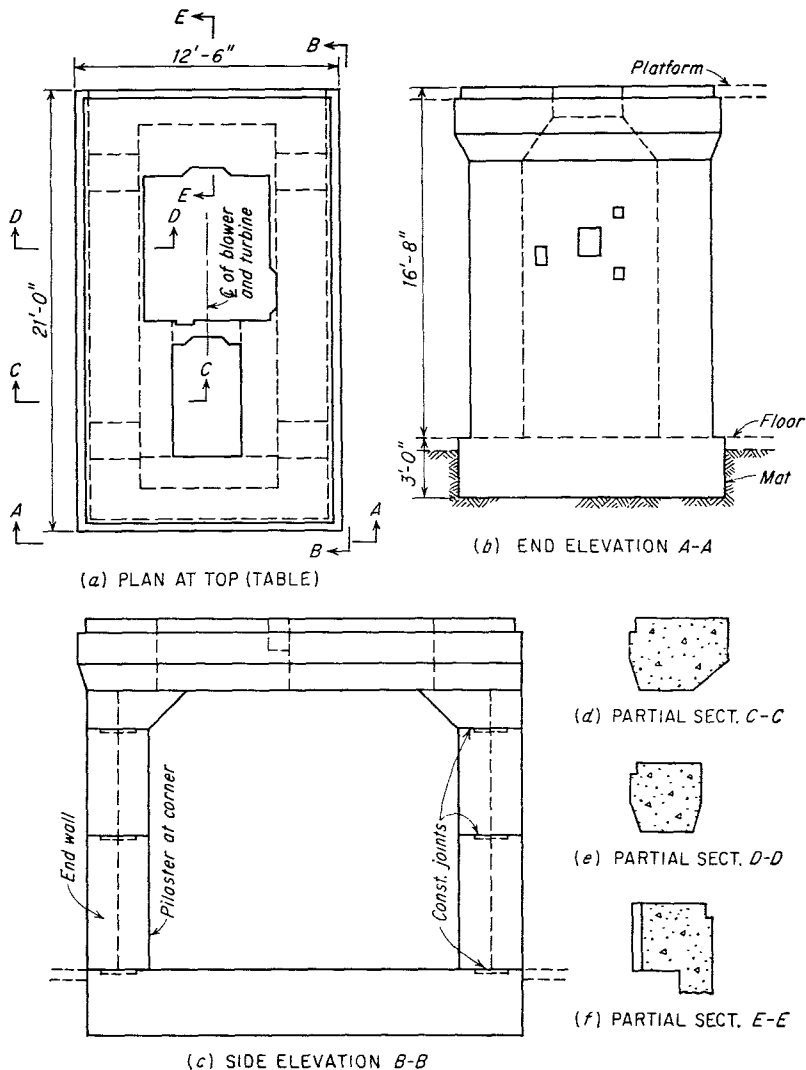 E
B
12'-6"
D
E
D
℄ of blower
and turbine
21'-0"
C
C
A
A
B
(a) PLAN AT TOP (TABLE)
Platform
16'-8"
Floor
3'-0"
Mat
(b) END ELEVATION A-A
End wall
Pilaster at corner
Const. joints
(c) SIDE ELEVATION B-B
(d) PARTIAL SECT. C-C
(e) PARTIAL SECT. D-D
(f) PARTIAL SECT. E-E